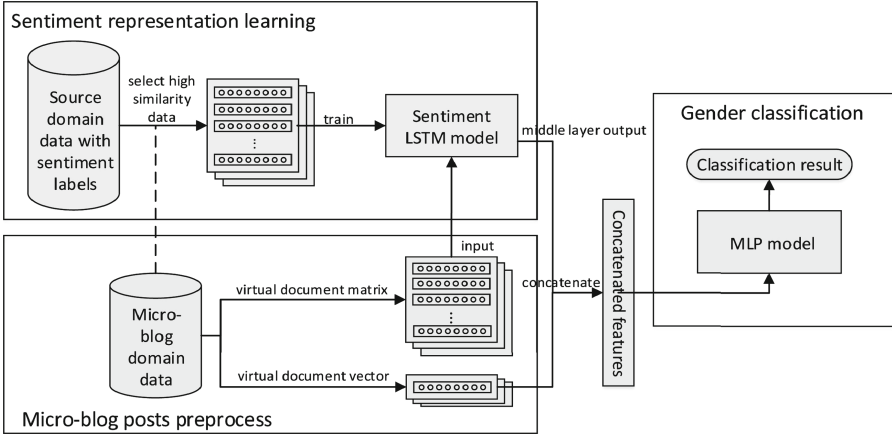 Sentiment representation learning
Source
domain
data with
sentiment
labels
select high
similarity
data
train
Sentiment
LSTM model
middle layer output
Gender classification
Classification result
MLP model
Concatenated features
concatenate
input
virtual document matrix
Micro-
blog
domain
data
virtual document vector
Micro-blog posts preprocess